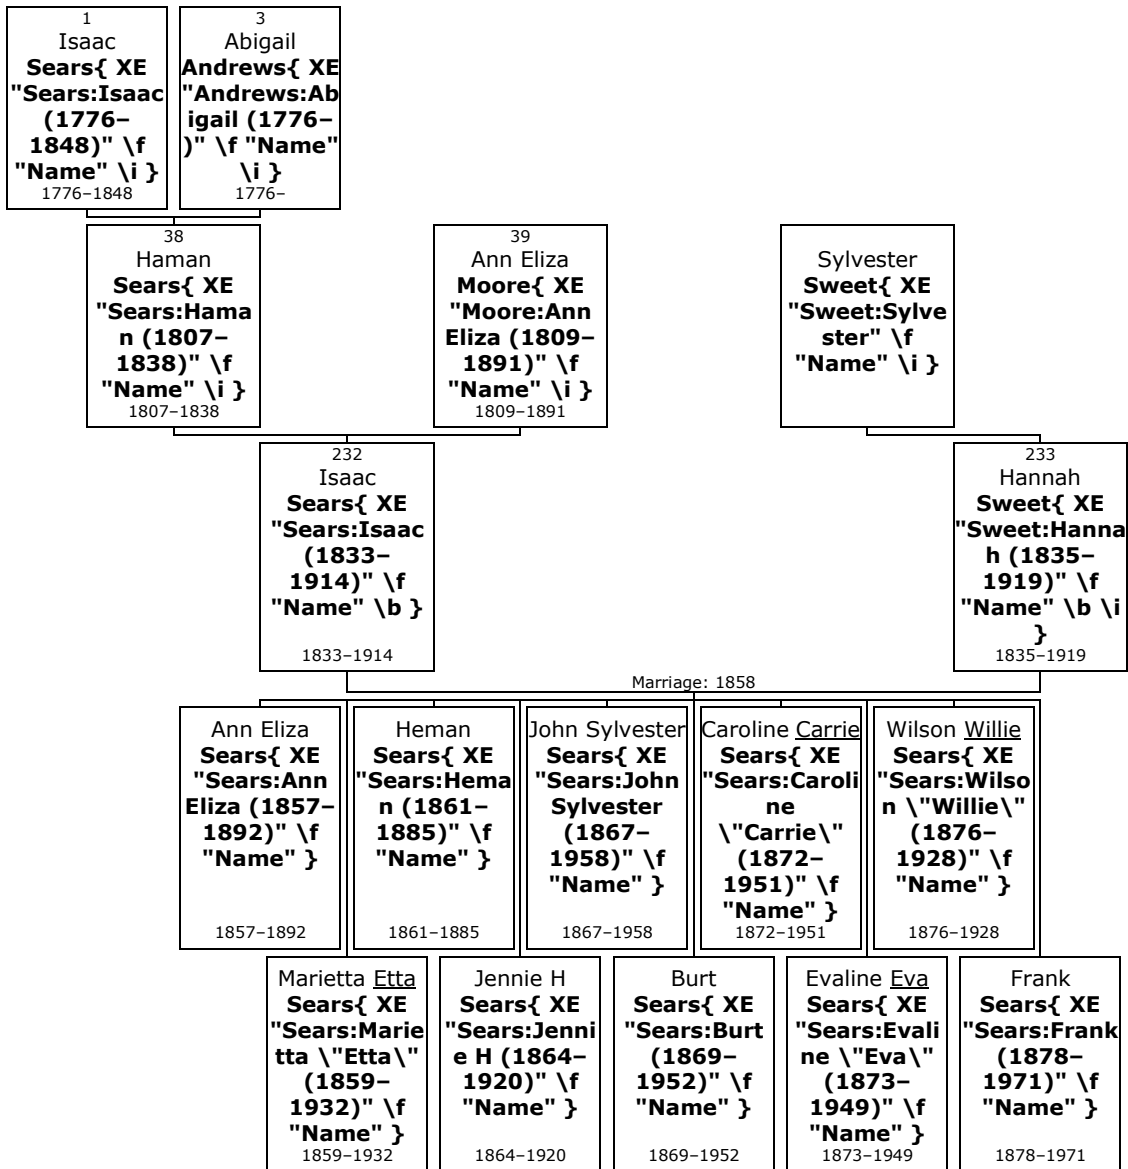 1
Isaac
Sears{ XE
"Sears:Isaac
(1776–
1848)" \f
"Name" \i }
1776–1848
3
Abigail
Andrews{ XE
"Andrews:Ab
igail (1776–
)" \f "Name"
\i }
1776–
38
Haman
Sears{ XE
"Sears:Hama
n (1807–
1838)" \f
"Name" \i }
1807–1838
39
Ann Eliza
Moore{ XE
"Moore:Ann
Eliza (1809–
1891)" \f
"Name" \i }
1809–1891
Sylvester
Sweet{ XE
"Sweet:Sylve
ster" \f
"Name" \i }
232
Isaac
Sears{ XE
"Sears:Isaac
(1833–
1914)" \f
"Name" \b }
1833–1914
233
Hannah
Sweet{ XE
"Sweet:Hanna
h (1835–
1919)" \f
"Name" \b \i
}
1835–1919
Marriage: 1858
Ann Eliza
Sears{ XE
"Sears:Ann
Eliza (1857–
1892)" \f
"Name" }
1857–1892
Heman
Sears{ XE
"Sears:Hema
n (1861–
1885)" \f
"Name" }
1861–1885
John Sylvester
Sears{ XE
"Sears:John
Sylvester
(1867–
1958)" \f
"Name" }
1867–1958
Caroline Carrie
Sears{ XE
"Sears:Caroli
ne
\"Carrie\"
(1872–
1951)" \f
"Name" }
1872–1951
Wilson Willie
Sears{ XE
"Sears:Wilso
n \"Willie\"
(1876–
1928)" \f
"Name" }
1876–1928
Marietta Etta
Sears{ XE
"Sears:Marie
tta \"Etta\"
(1859–
1932)" \f
"Name" }
1859–1932
Jennie H
Sears{ XE
"Sears:Jenni
e H (1864–
1920)" \f
"Name" }
1864–1920
Burt
Sears{ XE
"Sears:Burt
(1869–
1952)" \f
"Name" }
1869–1952
Evaline Eva
Sears{ XE
"Sears:Evali
ne \"Eva\"
(1873–
1949)" \f
"Name" }
1873–1949
Frank
Sears{ XE
"Sears:Frank
(1878–
1971)" \f
"Name" }
1878–1971